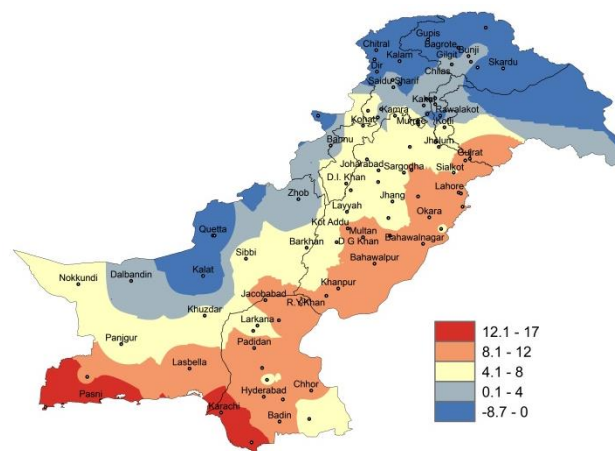 Gupis
Chitral
Bagrote
Bunji
Kalam
Gilgit
Skardu
Dir
Chilas
Saidu Sharif
Kakul
Kamra
Rawalakot
Kohat
Kotli
Bannu
Jhelum
Gujrat
Joharabad
Sialkot
Sargodha
D.I. Khan
Zhob
Lahore
Jhang
Layyah
Okara
Kot Addu
Quetta
Multan
D G Khan
Bahawalnagar
Barkhan
Sibbi
Bahawalpur
Dalbandin
Kalat
Nokkundi
Khanpur
Jacobabad
R.Y.Khan
Khuzdar
Larkana
Panjgur
Padidan
Lasbella
Pasni
Hyderabad
Chhor
Karachi
Badin
12.1 - 17
8.1 - 12
4.1 - 8
0.1 - 4
-8.7 - 0